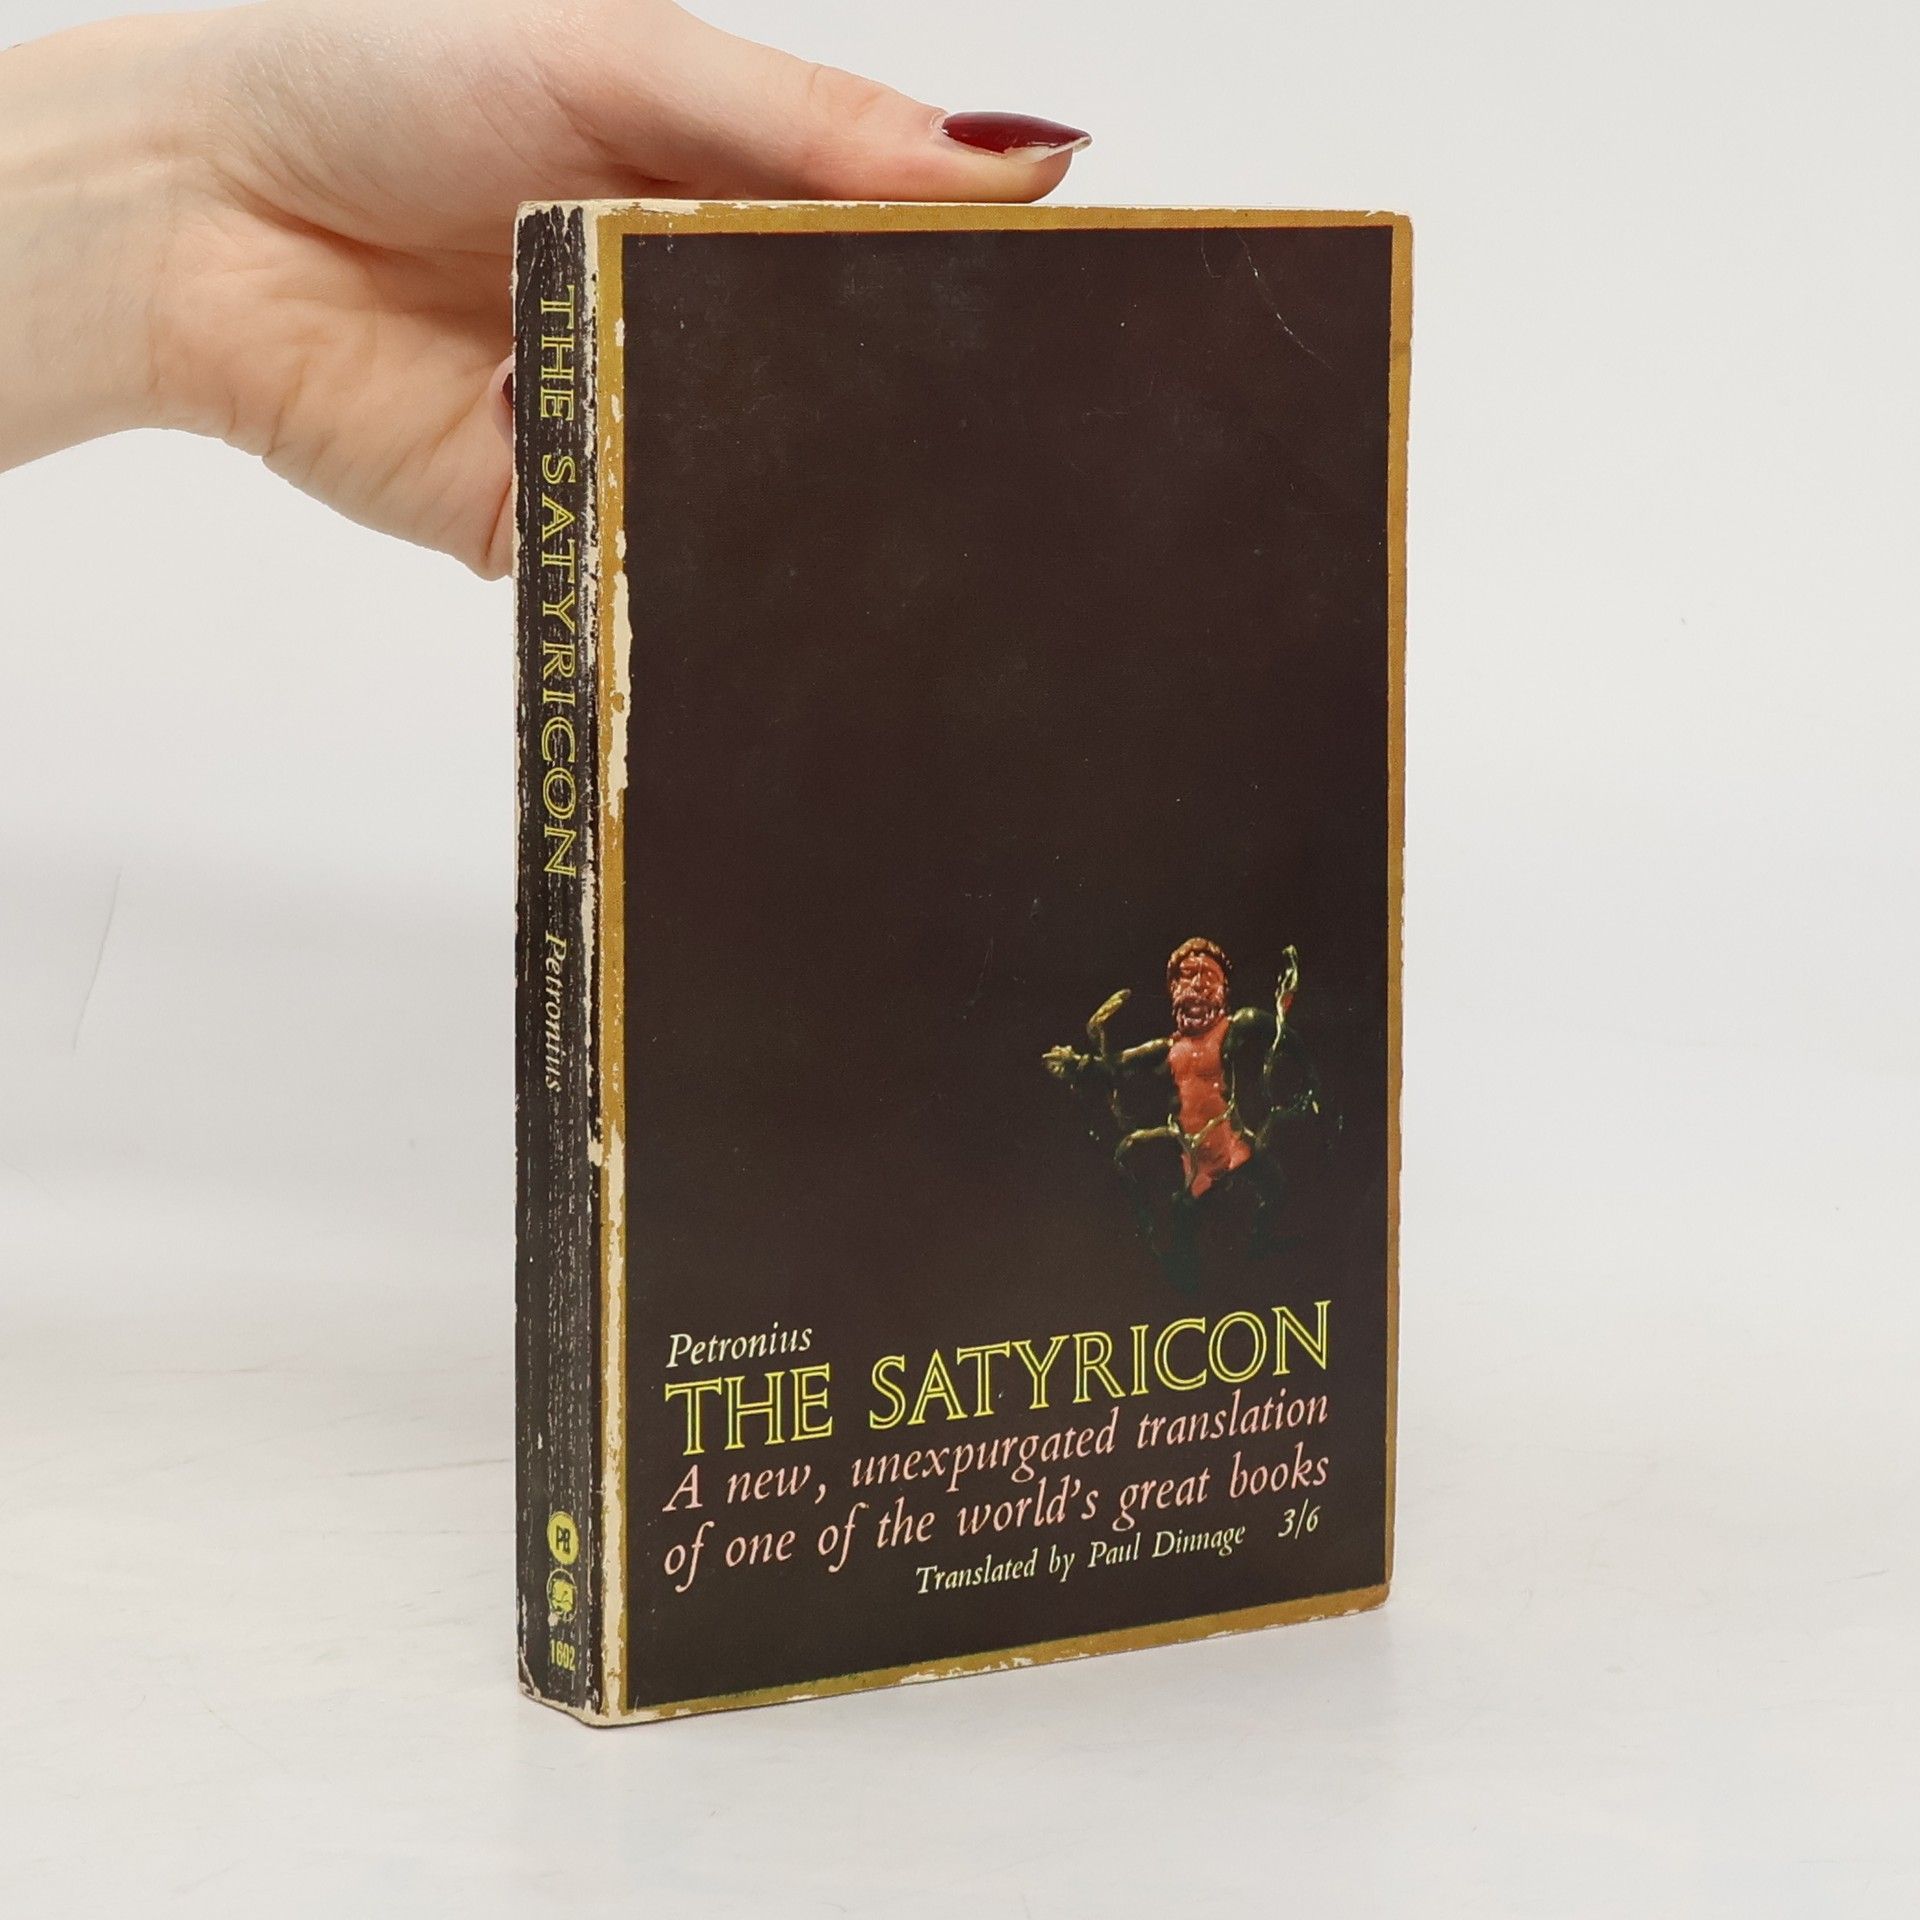 THE SATYRICON Petronius
PB
1602
Petronius
THE SATYRICON
A new, unexpurgated translation
of one of the world's great books
Translated by Paul Dinnage 3/6